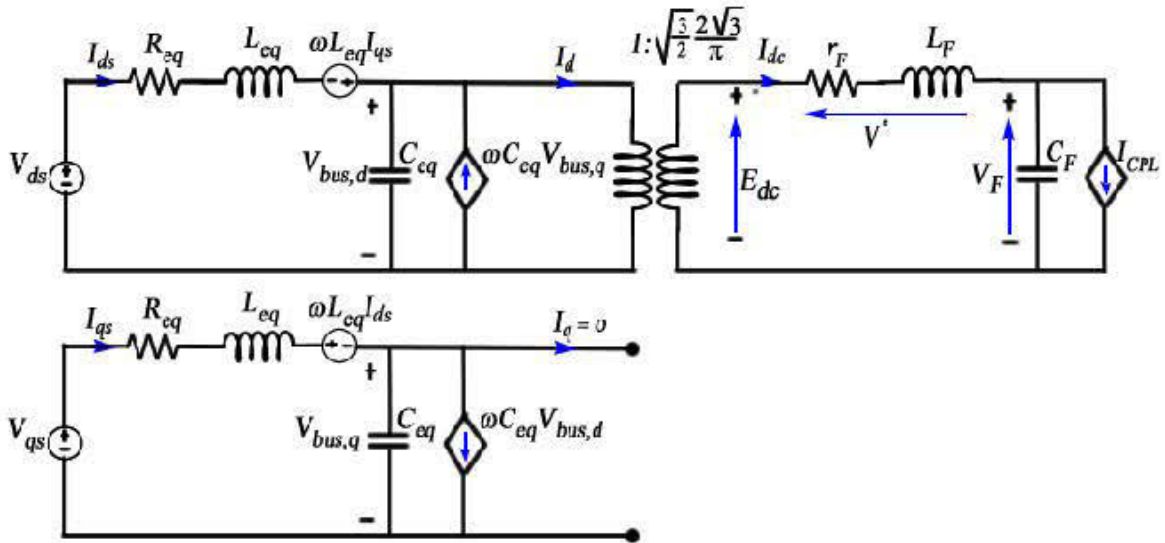 I_ds R_eq L_eq ωL_eq I_qs I_d 1:√(3/2) 2√3/π I_dc r_F L_F
V_ds + − + V_bus,d − C_eq ωC_eq V_bus,q + E_dc − V + V_F − C_F I_CPL
I_qs R_eq L_eq ωL_eq I_ds I_q = 0
V_qs + − + V_bus,q − C_eq ωC_eq V_bus,d